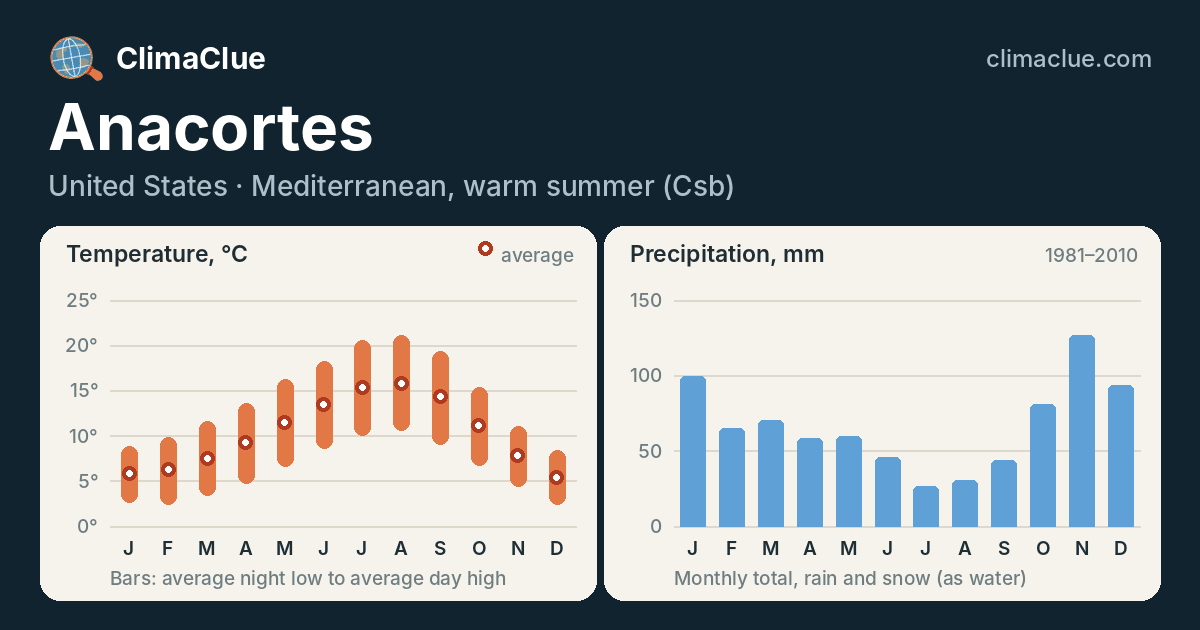 ClimaClue
climaclue.com
Anacortes
United States · Mediterranean, warm summer (Csb)
Temperature, °C
average
25°
20°
15°
10°
5°
0°
J F M A M J J A S O N D
Bars: average night low to average day high
Precipitation, mm
1981–2010
150
100
50
0
J F M A M J J A S O N D
Monthly total, rain and snow (as water)